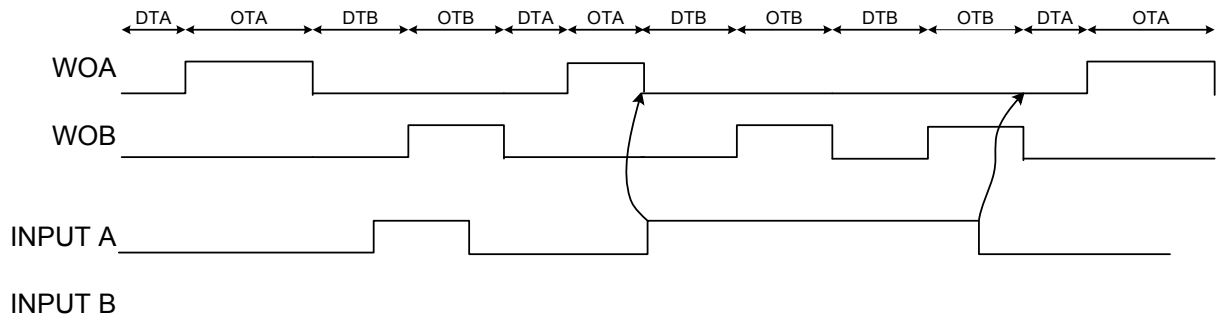 DTA OTA DTB OTB DTA OTA DTB OTB DTB OTB DTA OTA
WOA
WOB
INPUT A
INPUT B